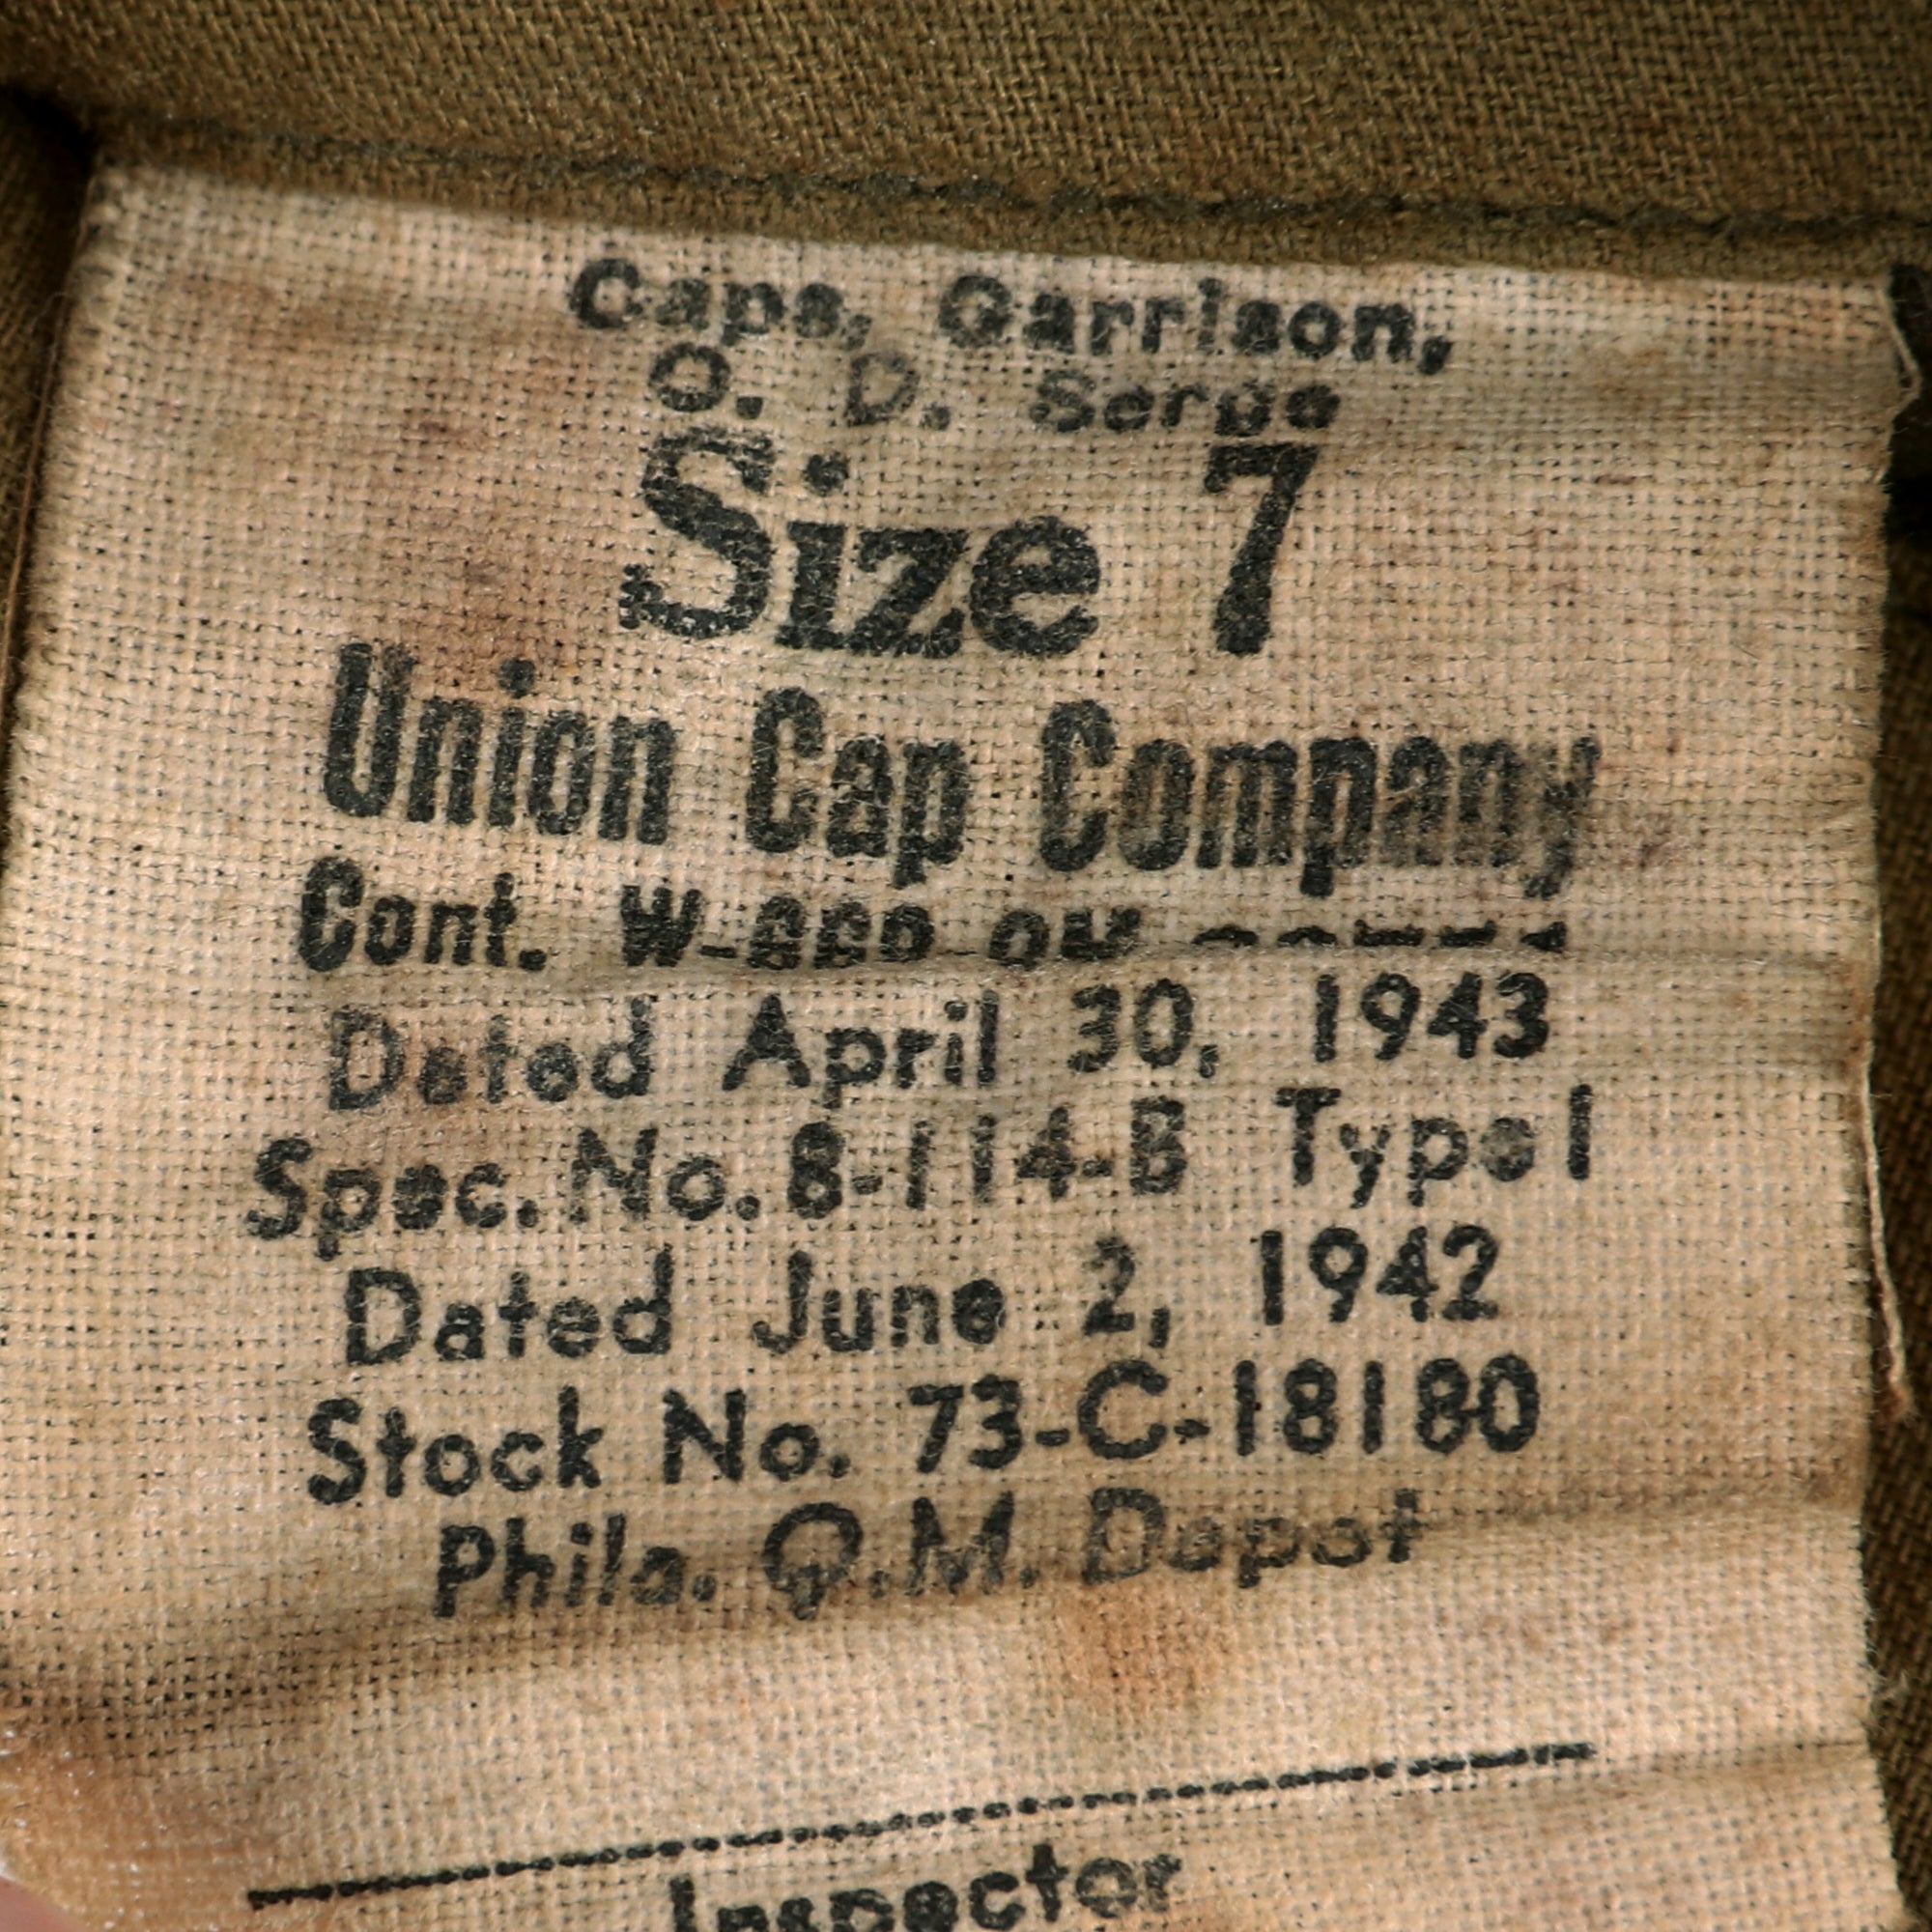 Caps, Garrison,
O. D. Serge
Size 7
Union Cap Company
Cont.
Dated April 30, 1943
Spec. No. 8-114-B Type I
Dated June 2, 1942
Stock No. 73-C-18180
Phila. Q.M. Depot
Inspector